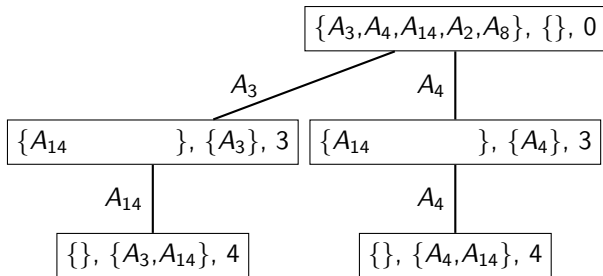 {A₃,A₄,A₁₄,A₂,A₈}, {}, 0
A₃ A₄
{A₁₄ }, {A₃}, 3 {A₁₄ }, {A₄}, 3
A₁₄ A₄
{}, {A₃,A₁₄}, 4 {}, {A₄,A₁₄}, 4